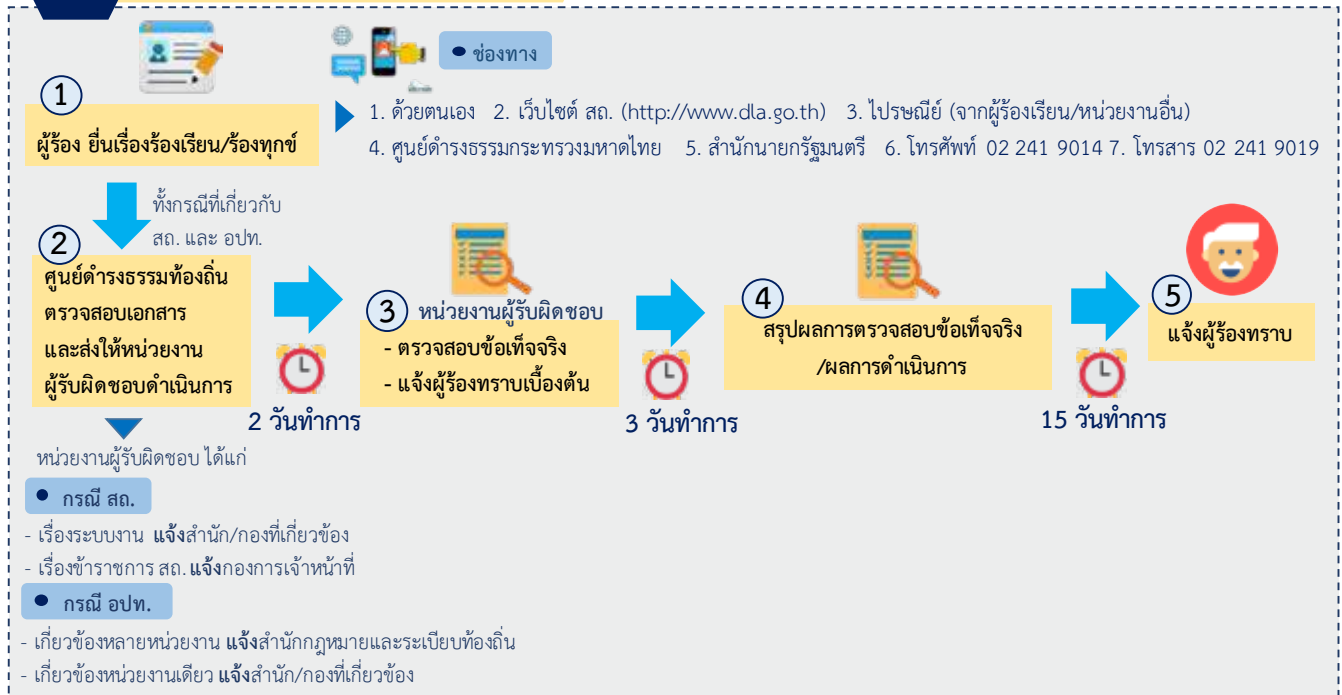 ช่องทาง
1
ผู้ร้อง ยื่นเรื่องร้องเรียน/ร้องทุกข์
1. ด้วยตนเอง 2. เว็บไซต์ สถ. (http://www.dla.go.th) 3. ไปรษณีย์ (จากผู้ร้องเรียน/หน่วยงานอื่น)
4. ศูนย์ดำรงธรรมกระทรวงมหาดไทย 5. สำนักนายกรัฐมนตรี 6. โทรศัพท์ 02 241 9014 7. โทรสาร 02 241 9019
ทั้งกรณีที่เกี่ยวกับ
สถ. และ อปท.
2
ศูนย์ดำรงธรรมท้องถิ่น
ตรวจสอบเอกสาร
และส่งให้หน่วยงาน
ผู้รับผิดชอบดำเนินการ
2 วันทำการ
3
หน่วยงานผู้รับผิดชอบ
- ตรวจสอบข้อเท็จจริง
- แจ้งผู้ร้องทราบเบื้องต้น
3 วันทำการ
4
สรุปผลการตรวจสอบข้อเท็จจริง
/ผลการดำเนินการ
15 วันทำการ
5
แจ้งผู้ร้องทราบ
หน่วยงานผู้รับผิดชอบ ได้แก่
กรณี สถ.
- เรื่องระบบงาน แจ้งสำนัก/กองที่เกี่ยวข้อง
- เรื่องข้าราชการ สถ. แจ้งกองการเจ้าหน้าที่
กรณี อปท.
- เกี่ยวข้องหลายหน่วยงาน แจ้งสำนักกฎหมายและระเบียบท้องถิ่น
- เกี่ยวข้องหน่วยงานเดียว แจ้งสำนัก/กองที่เกี่ยวข้อง